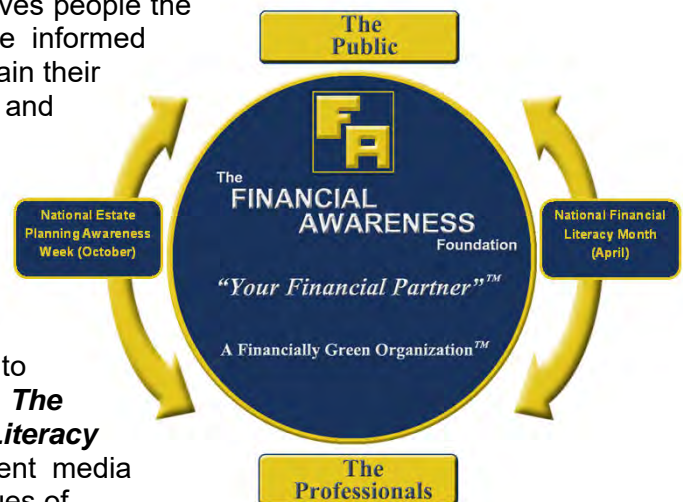 ves people the
e informed
ain their
and
to
The
Literacy
ent media
ues of
The
Public
FA
The
FINANCIAL
AWARENESS
Foundation
"Your Financial Partner"™
A Financially Green Organization™
National Estate
Planning Awareness
Week (October)
National Financial
Literacy Month
(April)
The
Professionals